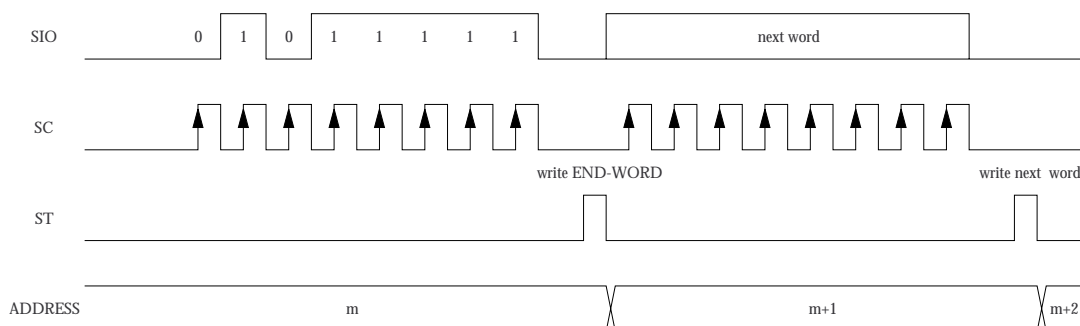 SIO 0 1 0 1 1 1 1 1 next word
SC
write END-WORD write next word
ST
ADDRESS m m+1 m+2